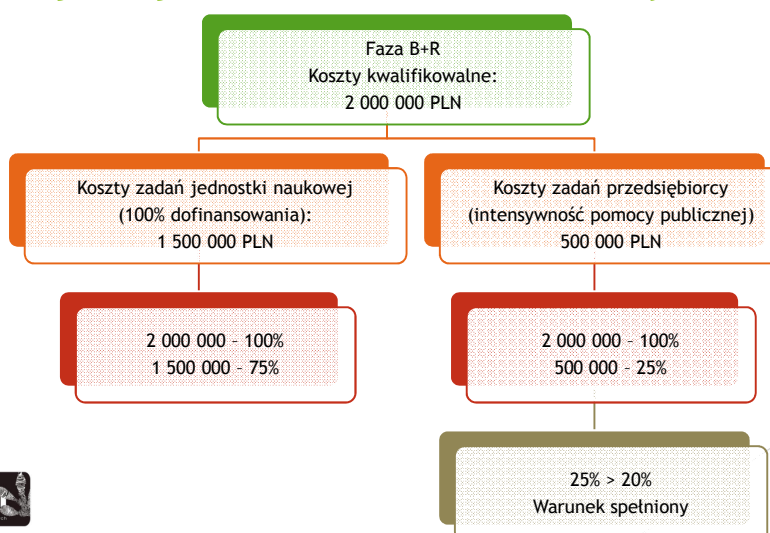 Faza B+R
Koszty kwalifikowalne:
2 000 000 PLN
Koszty zadań jednostki naukowej
(100% dofinansowania):
1 500 000 PLN
Koszty zadań przedsiębiorcy
(intensywność pomocy publicznej)
500 000 PLN
2 000 000 – 100%
1 500 000 – 75%
2 000 000 – 100%
500 000 – 25%
25% > 20%
Warunek spełniony